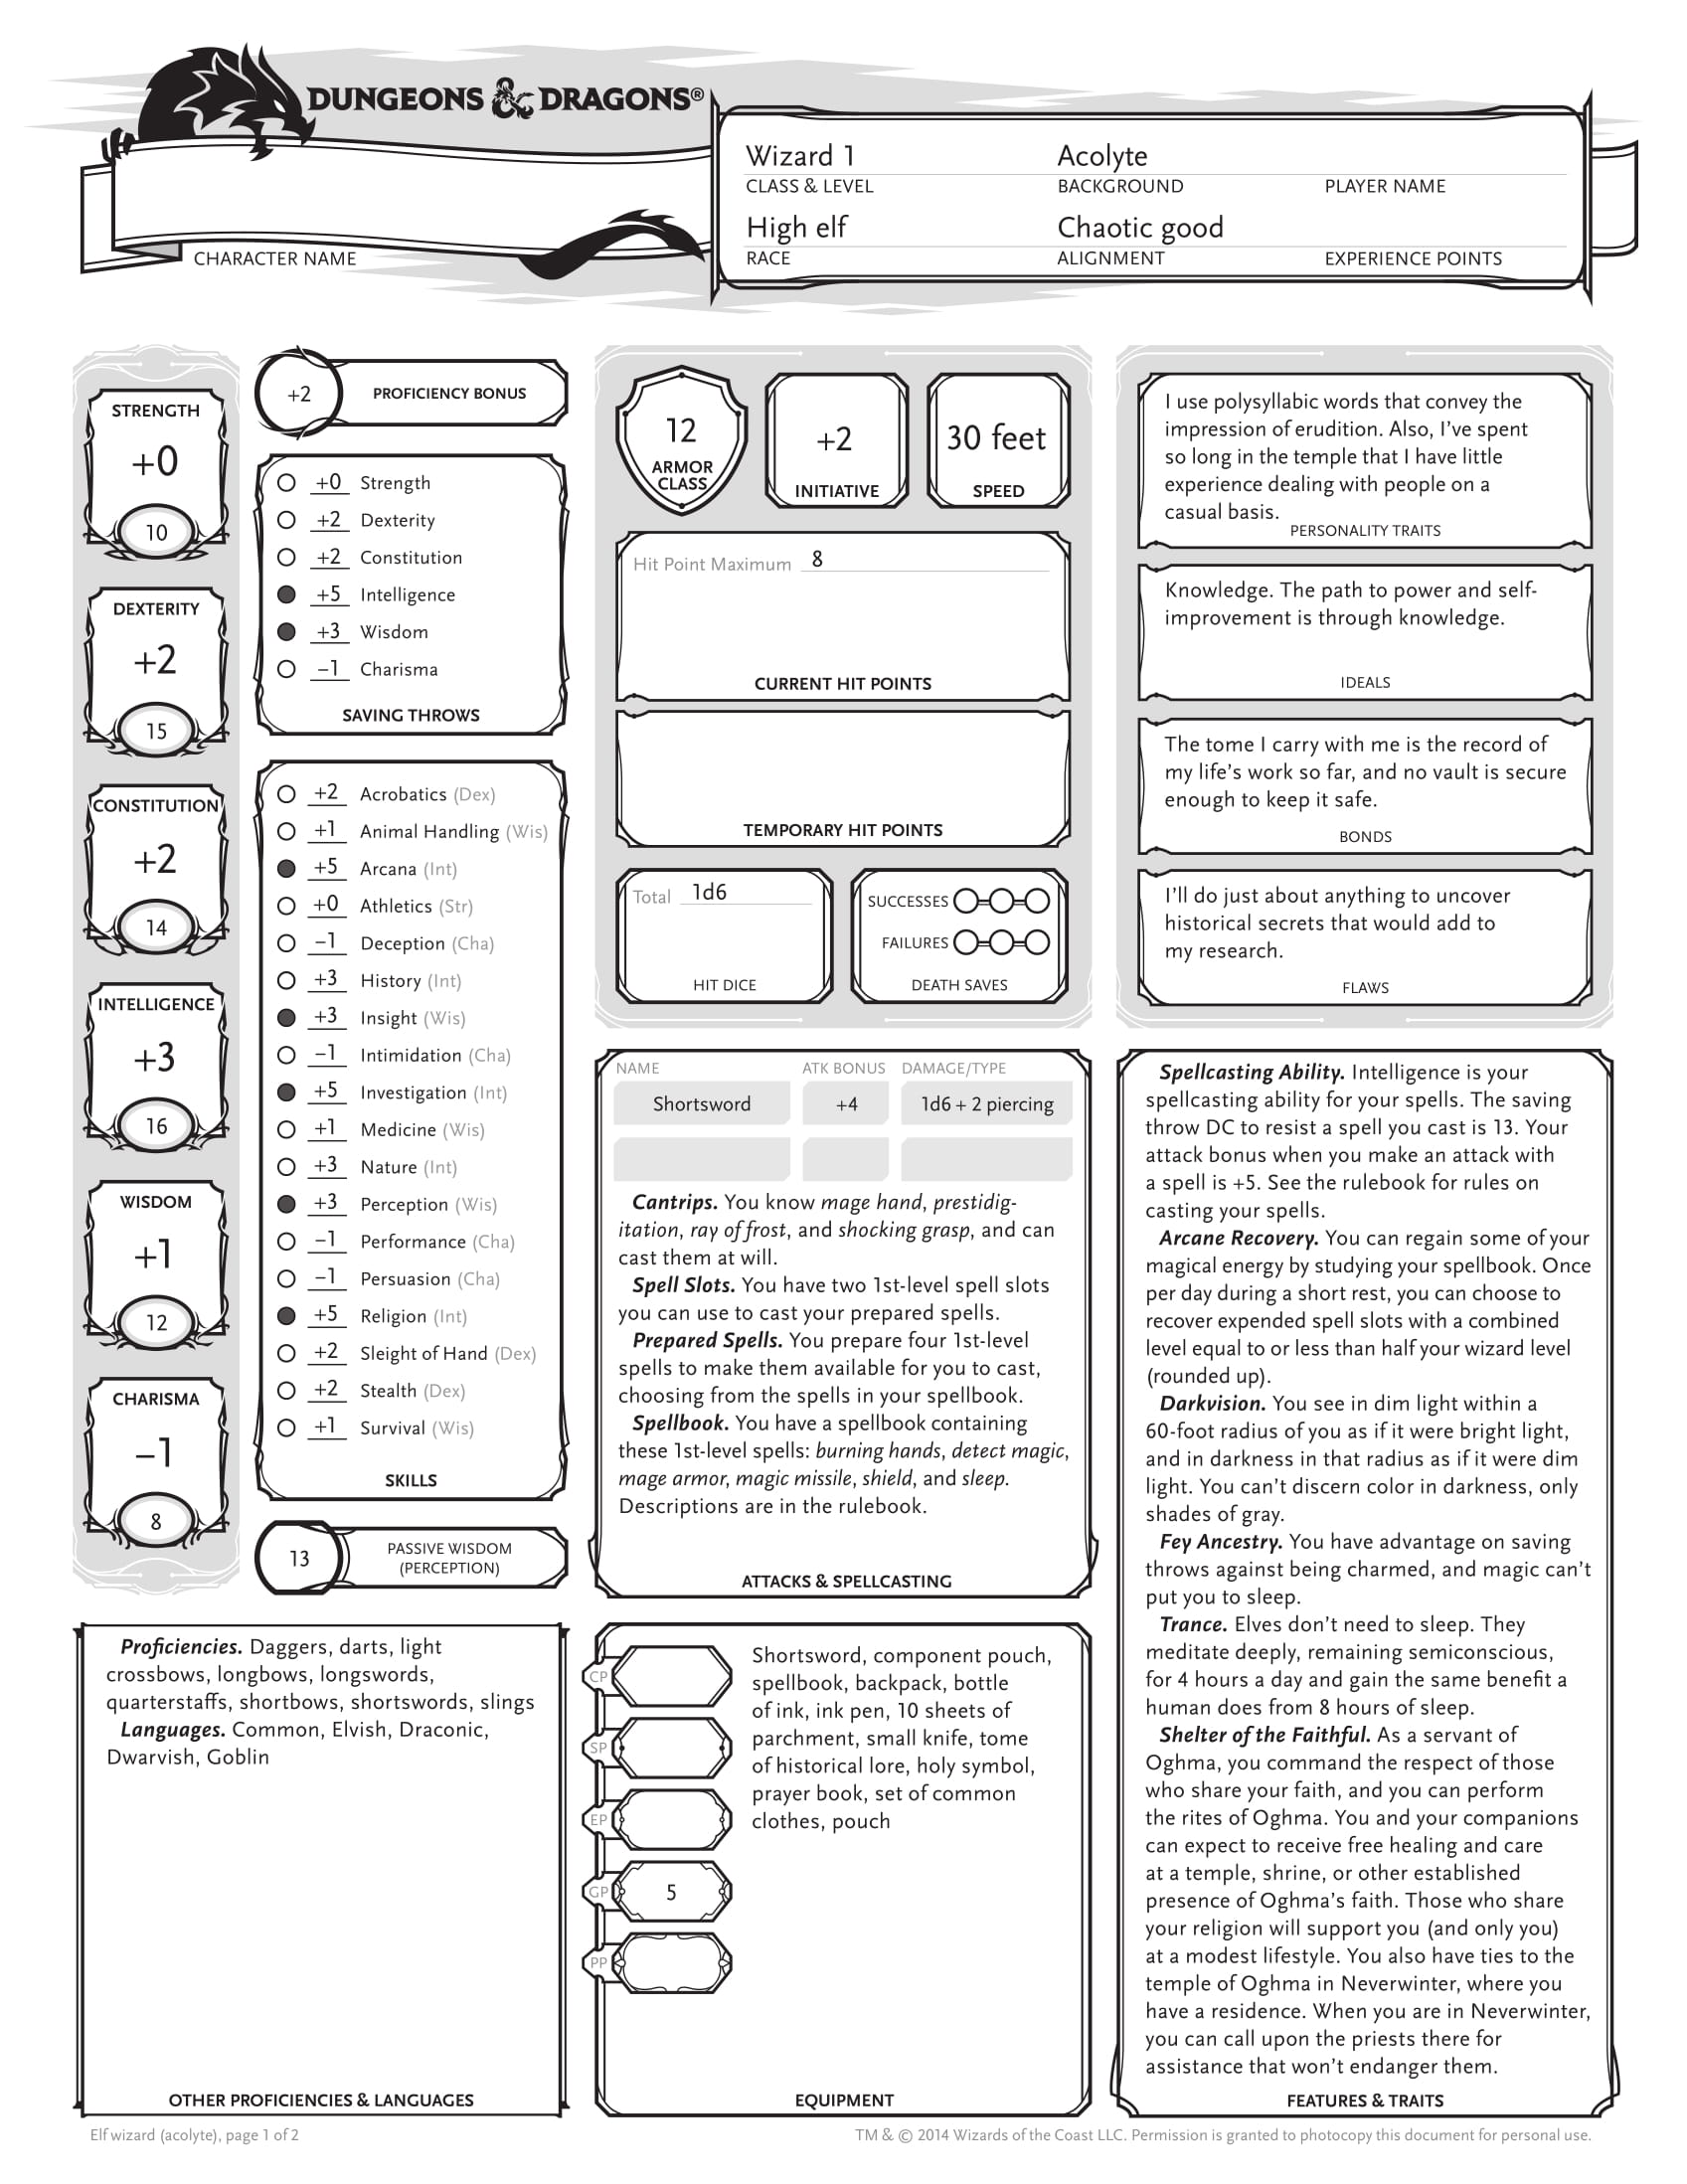 DUNGEONS & DRAGONS®
CHARACTER NAME
Wizard 1
CLASS & LEVEL
Acolyte
BACKGROUND
PLAYER NAME
High elf
RACE
Chaotic good
ALIGNMENT
EXPERIENCE POINTS
STRENGTH
+0
10
DEXTERITY
+2
15
CONSTITUTION
+2
14
INTELLIGENCE
+3
16
WISDOM
+1
12
CHARISMA
–1
8
+2 PROFICIENCY BONUS
+0 Strength
+2 Dexterity
+2 Constitution
+5 Intelligence
+3 Wisdom
–1 Charisma
SAVING THROWS
+2 Acrobatics (Dex)
+1 Animal Handling (Wis)
+5 Arcana (Int)
+0 Athletics (Str)
–1 Deception (Cha)
+3 History (Int)
+3 Insight (Wis)
–1 Intimidation (Cha)
+5 Investigation (Int)
+1 Medicine (Wis)
+3 Nature (Int)
+3 Perception (Wis)
–1 Performance (Cha)
–1 Persuasion (Cha)
+5 Religion (Int)
+2 Sleight of Hand (Dex)
+2 Stealth (Dex)
+1 Survival (Wis)
SKILLS
13
PASSIVE WISDOM
(PERCEPTION)
Proficiencies. Daggers, darts, light
crossbows, longbows, longswords,
quarterstaffs, shortbows, shortswords, slings
Languages. Common, Elvish, Draconic,
Dwarvish, Goblin
OTHER PROFICIENCIES & LANGUAGES
12
ARMOR
CLASS
+2
INITIATIVE
30 feet
SPEED
Hit Point Maximum 8
CURRENT HIT POINTS
TEMPORARY HIT POINTS
Total 1d6
HIT DICE
SUCCESSES
FAILURES
DEATH SAVES
NAME ATK BONUS DAMAGE/TYPE
Shortsword +4 1d6 + 2 piercing
Cantrips. You know mage hand, prestidig-
itation, ray of frost, and shocking grasp, and can
cast them at will.
Spell Slots. You have two 1st-level spell slots
you can use to cast your prepared spells.
Prepared Spells. You prepare four 1st-level
spells to make them available for you to cast,
choosing from the spells in your spellbook.
Spellbook. You have a spellbook containing
these 1st-level spells: burning hands, detect magic,
mage armor, magic missile, shield, and sleep.
Descriptions are in the rulebook.
ATTACKS & SPELLCASTING
CP
SP
EP
GP 5
PP
Shortsword, component pouch,
spellbook, backpack, bottle
of ink, ink pen, 10 sheets of
parchment, small knife, tome
of historical lore, holy symbol,
prayer book, set of common
clothes, pouch
EQUIPMENT
I use polysyllabic words that convey the
impression of erudition. Also, I’ve spent
so long in the temple that I have little
experience dealing with people on a
casual basis.
PERSONALITY TRAITS
Knowledge. The path to power and self-
improvement is through knowledge.
IDEALS
The tome I carry with me is the record of
my life’s work so far, and no vault is secure
enough to keep it safe.
BONDS
I’ll do just about anything to uncover
historical secrets that would add to
my research.
FLAWS
Spellcasting Ability. Intelligence is your
spellcasting ability for your spells. The saving
throw DC to resist a spell you cast is 13. Your
attack bonus when you make an attack with
a spell is +5. See the rulebook for rules on
casting your spells.
Arcane Recovery. You can regain some of your
magical energy by studying your spellbook. Once
per day during a short rest, you can choose to
recover expended spell slots with a combined
level equal to or less than half your wizard level
(rounded up).
Darkvision. You see in dim light within a
60-foot radius of you as if it were bright light,
and in darkness in that radius as if it were dim
light. You can’t discern color in darkness, only
shades of gray.
Fey Ancestry. You have advantage on saving
throws against being charmed, and magic can’t
put you to sleep.
Trance. Elves don’t need to sleep. They
meditate deeply, remaining semiconscious,
for 4 hours a day and gain the same benefit a
human does from 8 hours of sleep.
Shelter of the Faithful. As a servant of
Oghma, you command the respect of those
who share your faith, and you can perform
the rites of Oghma. You and your companions
can expect to receive free healing and care
at a temple, shrine, or other established
presence of Oghma’s faith. Those who share
your religion will support you (and only you)
at a modest lifestyle. You also have ties to the
temple of Oghma in Neverwinter, where you
have a residence. When you are in Neverwinter,
you can call upon the priests there for
assistance that won’t endanger them.
FEATURES & TRAITS
Elf wizard (acolyte), page 1 of 2
TM & © 2014 Wizards of the Coast LLC. Permission is granted to photocopy this document for personal use.